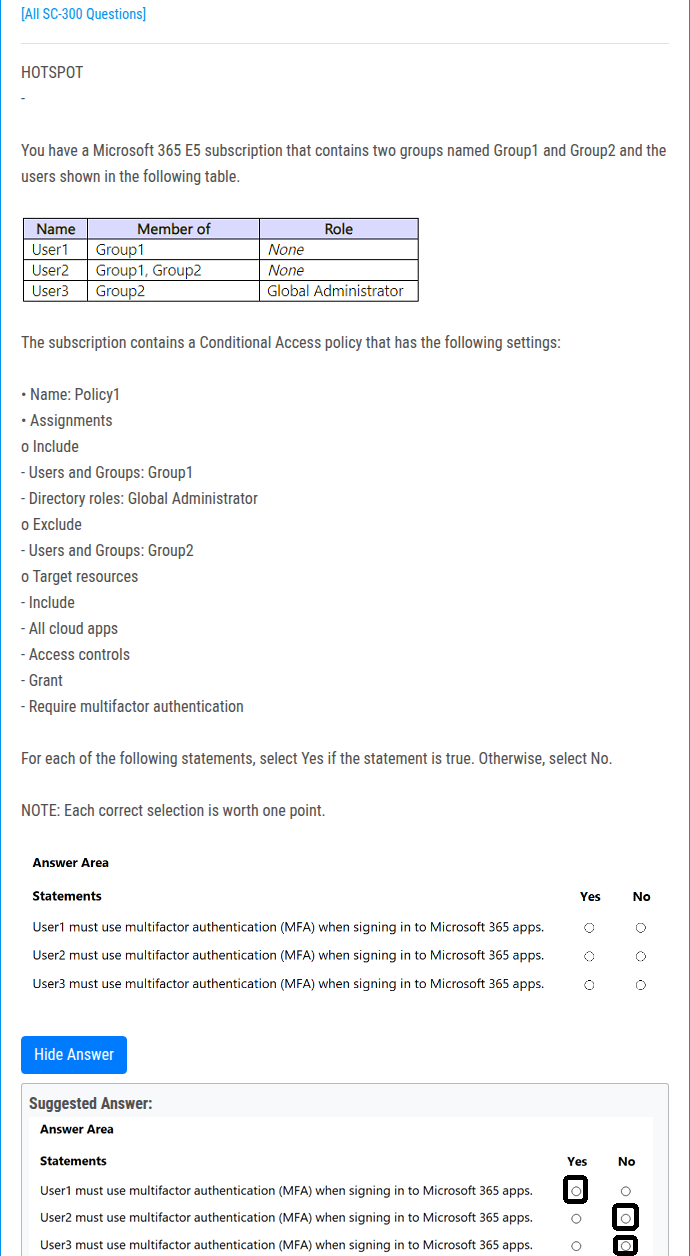 [All SC-300 Questions]
HOTSPOT
-
You have a Microsoft 365 E5 subscription that contains two groups named Group1 and Group2 and the
users shown in the following table.
Name Member of Role
User1 Group1 None
User2 Group1, Group2 None
User3 Group2 Global Administrator
The subscription contains a Conditional Access policy that has the following settings:
• Name: Policy1
• Assignments
o Include
- Users and Groups: Group1
- Directory roles: Global Administrator
o Exclude
- Users and Groups: Group2
o Target resources
- Include
- All cloud apps
- Access controls
- Grant
- Require multifactor authentication
For each of the following statements, select Yes if the statement is true. Otherwise, select No.
NOTE: Each correct selection is worth one point.
Answer Area
Statements Yes No
User1 must use multifactor authentication (MFA) when signing in to Microsoft 365 apps.
User2 must use multifactor authentication (MFA) when signing in to Microsoft 365 apps.
User3 must use multifactor authentication (MFA) when signing in to Microsoft 365 apps.
Hide Answer
Suggested Answer:
Answer Area
Statements Yes No
User1 must use multifactor authentication (MFA) when signing in to Microsoft 365 apps.
User2 must use multifactor authentication (MFA) when signing in to Microsoft 365 apps.
User3 must use multifactor authentication (MFA) when signing in to Microsoft 365 apps.